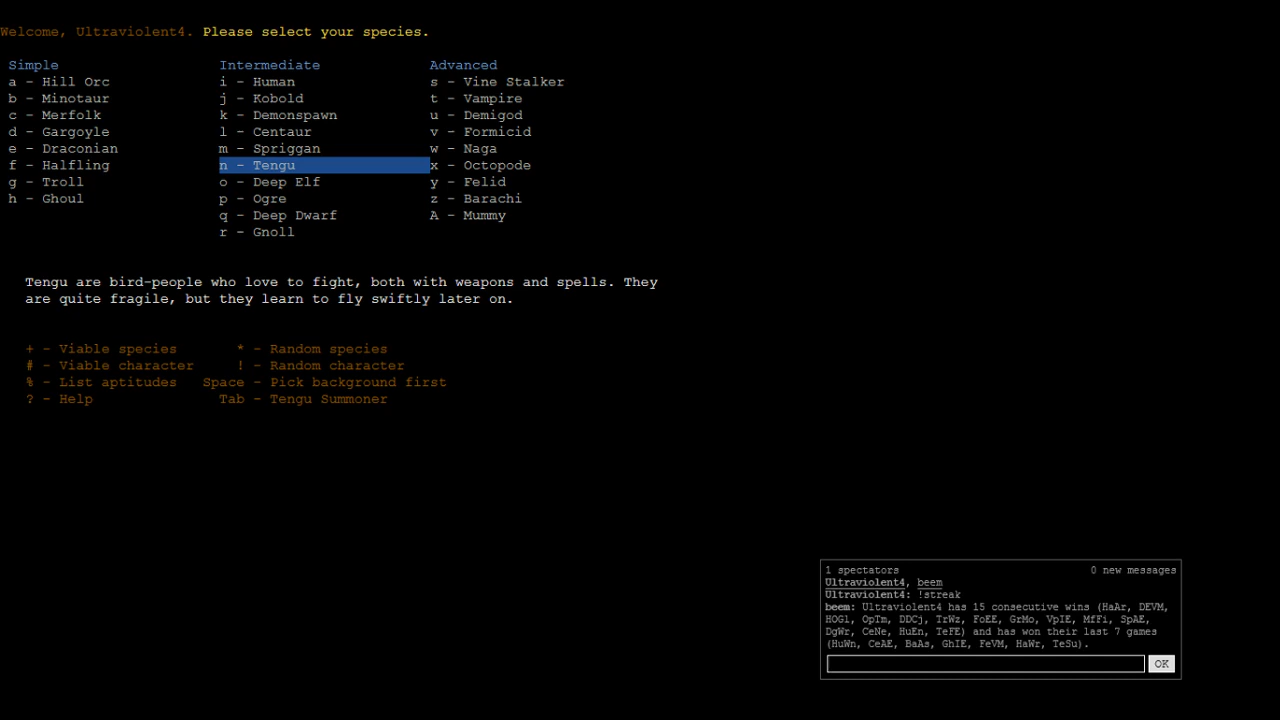 Welcome, Ultraviolent4. Please select your species.
Simple Intermediate Advanced
a - Hill Orc i - Human s - Vine Stalker
b - Minotaur j - Kobold t - Vampire
c - Merfolk k - Demonspawn u - Demigod
d - Gargoyle l - Centaur v - Formicid
e - Draconian m - Spriggan w - Naga
f - Halfling n - Tengu x - Octopode
g - Troll o - Deep Elf y - Felid
h - Ghoul p - Ogre z - Barachi
q - Deep Dwarf A - Mummy
r - Gnoll
Tengu are bird-people who love to fight, both with weapons and spells. They
are quite fragile, but they learn to fly swiftly later on.
+ - Viable species * - Random species
# - Viable character ! - Random character
% - List aptitudes Space - Pick background first
? - Help Tab - Tengu Summoner
1 spectators 0 new messages
Ultraviolent4, beem
Ultraviolent4: !streak
beem: Ultraviolent4 has 15 consecutive wins (HaAr, DEVM,
HOGl, OpTm, DDCj, TrWz, FoEE, GrMo, VpIE, MfFi, SpAE,
DgWr, CeNe, HuEn, TeFE) and has won their last 7 games
(HuWn, CeAE, BaAs, GhIE, FeVM, HaWr, TeSu).
OK